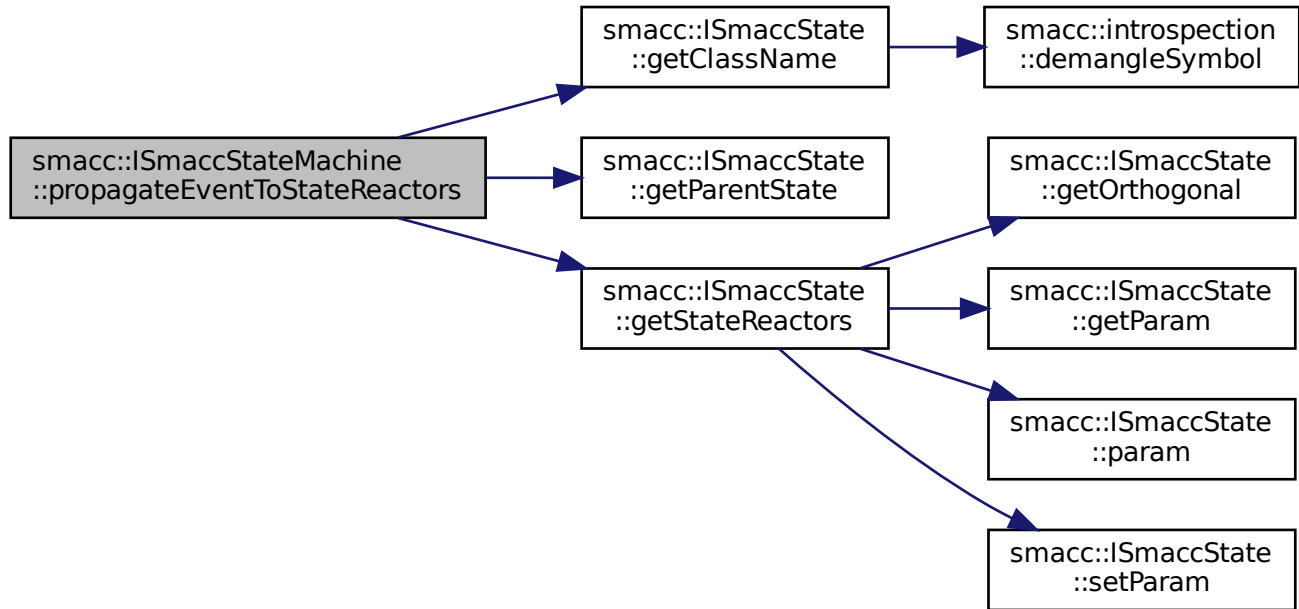 smacc::ISmaccState
::getClassName
smacc::introspection
::demangleSymbol
smacc::ISmaccStateMachine
::propagateEventToStateReactors
smacc::ISmaccState
::getParentState
smacc::ISmaccState
::getOrthogonal
smacc::ISmaccState
::getStateReactors
smacc::ISmaccState
::getParam
smacc::ISmaccState
::param
smacc::ISmaccState
::setParam